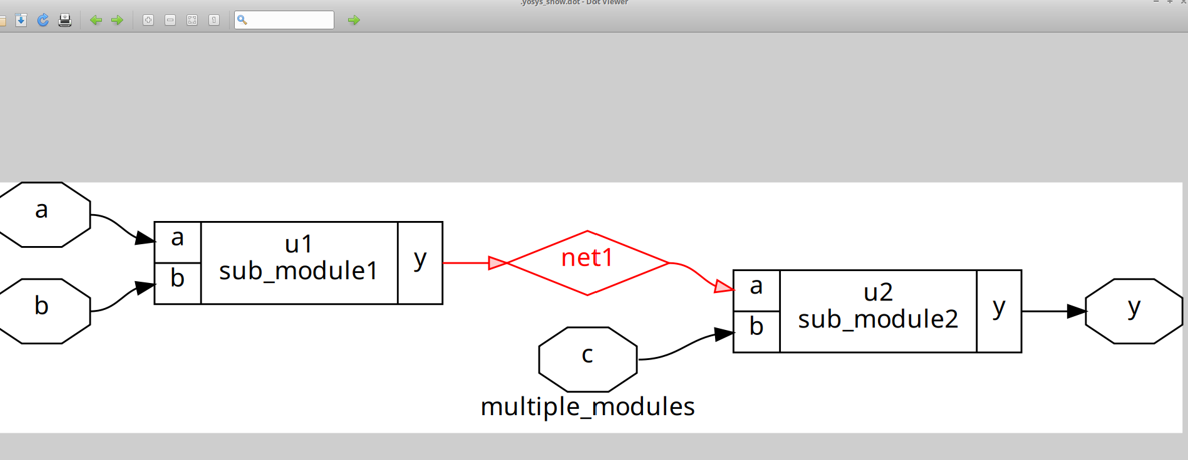 .yosys_show.dot - Dot Viewer
a
b
a
b
u1
sub_module1
y
net1
c
a
b
u2
sub_module2
y
y
multiple_modules